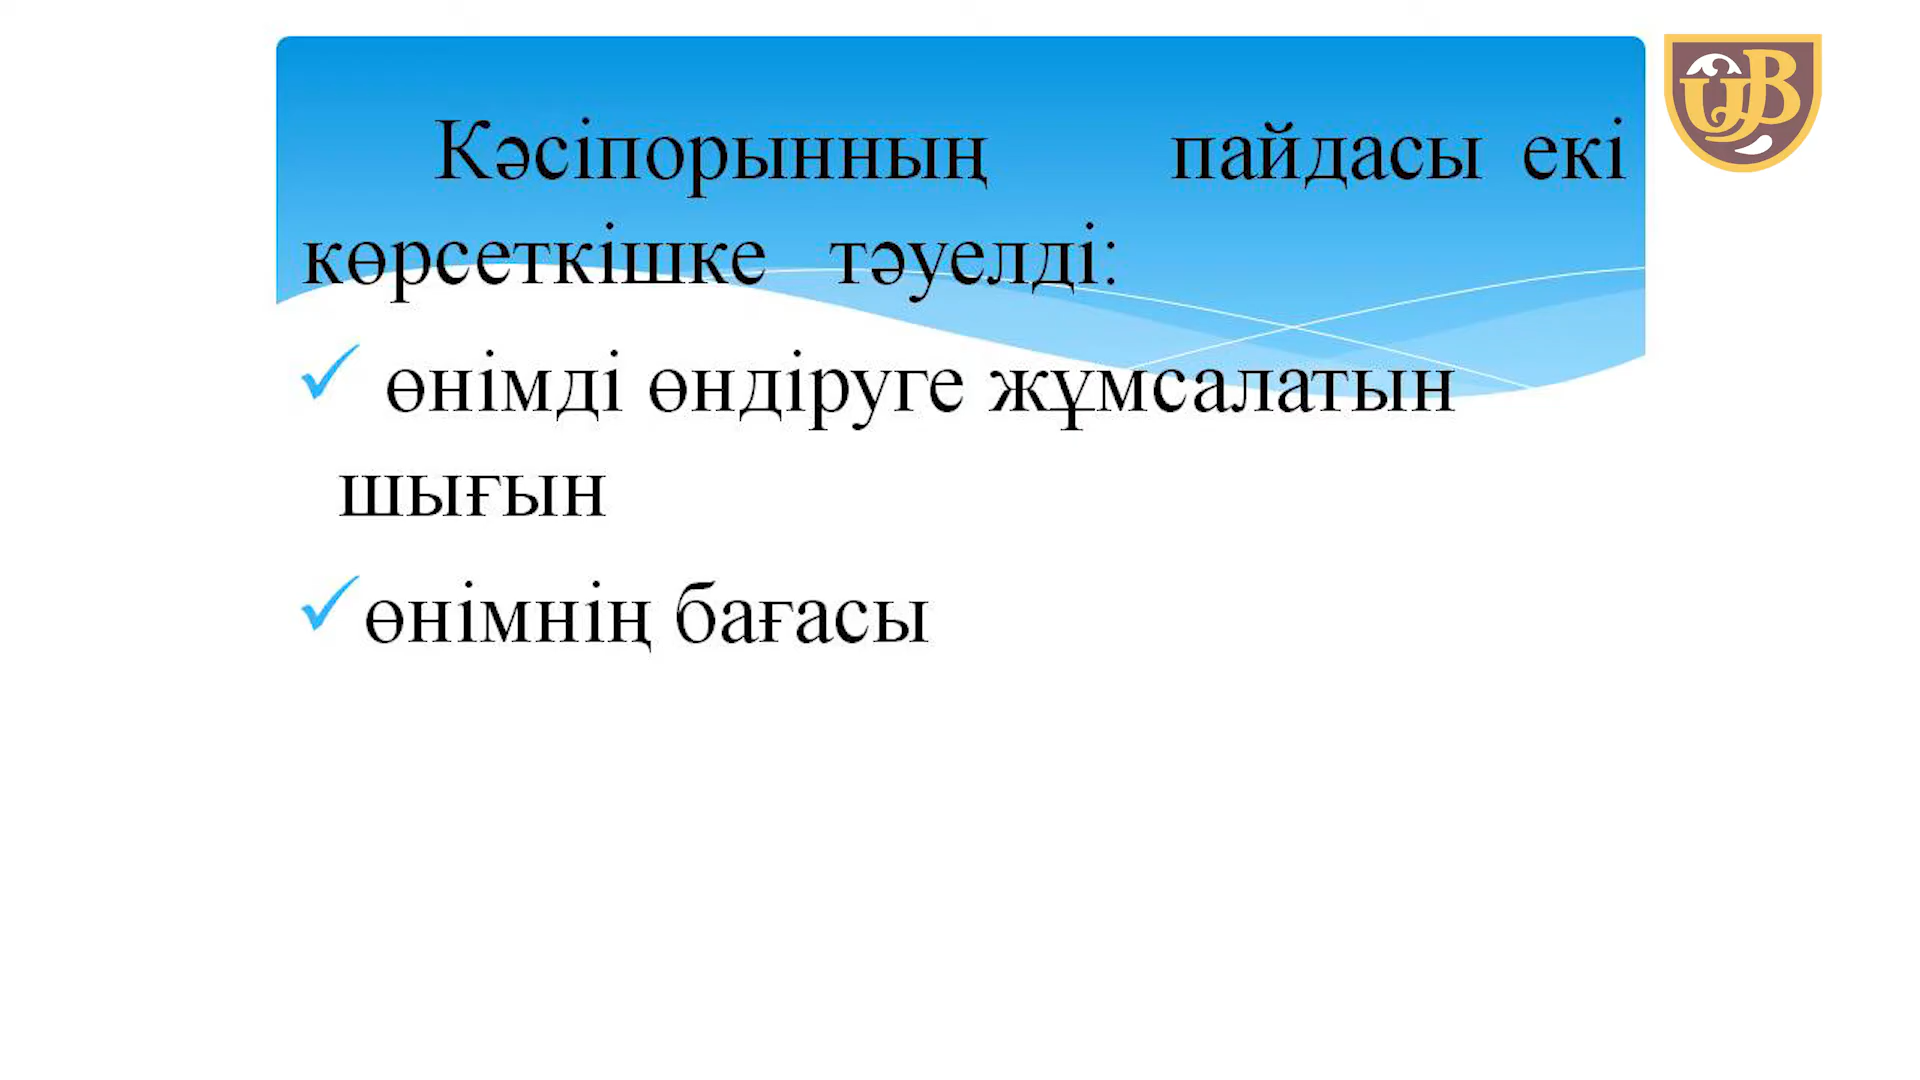 Кәсіпорынның пайдасы екі
көрсеткішке тәуелді:
өнімді өндіруге жұмсалатын
шығын
өнімнің бағасы